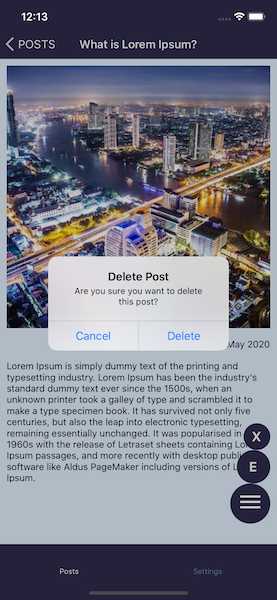 12:13
POSTS
What is Lorem Ipsum?
Delete Post
Are you sure you want to delete
this post?
Cancel
Delete
May 2020
Lorem Ipsum is simply dummy text of the printing and
typesetting industry. Lorem Ipsum has been the industry's
standard dummy text ever since the 1500s, when an
unknown printer took a galley of type and scrambled it to
make a type specimen book. It has survived not only five
centuries, but also the leap into electronic typesetting,
remaining essentially unchanged. It was popularised in
1960s with the release of Letraset sheets containing Lo
Ipsum passages, and more recently with desktop publi
software like Aldus PageMaker including versions of L
Ipsum.
X
E
Posts
Settings